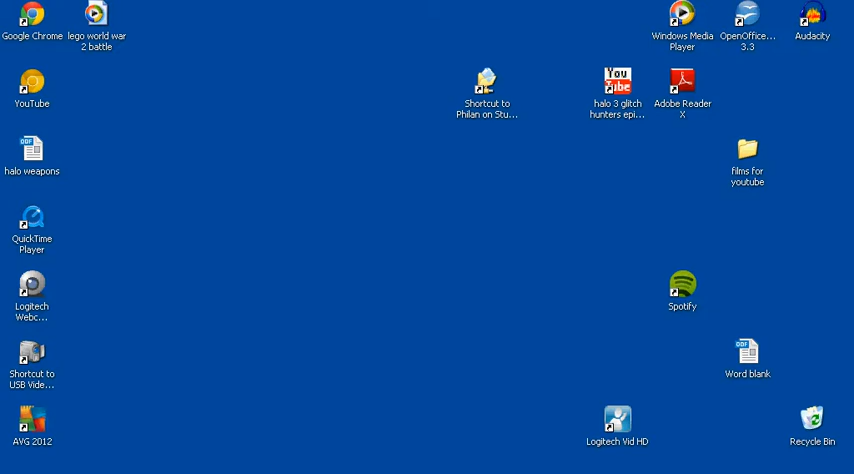 Google Chrome
lego world war
2 battle
Windows Media
Player
OpenOffice....
3.3
Audacity
YouTube
Shortcut to
Philan on Stu...
You
Tube
halo 3 glitch
hunters epi...
Adobe Reader
X
ODF
halo weapons
films for
youtube
QuickTime
Player
Logitech
Webc...
Spotify
Shortcut to
USB Vide...
ODF
Word blank
AVG 2012
Logitech Vid HD
Recycle Bin